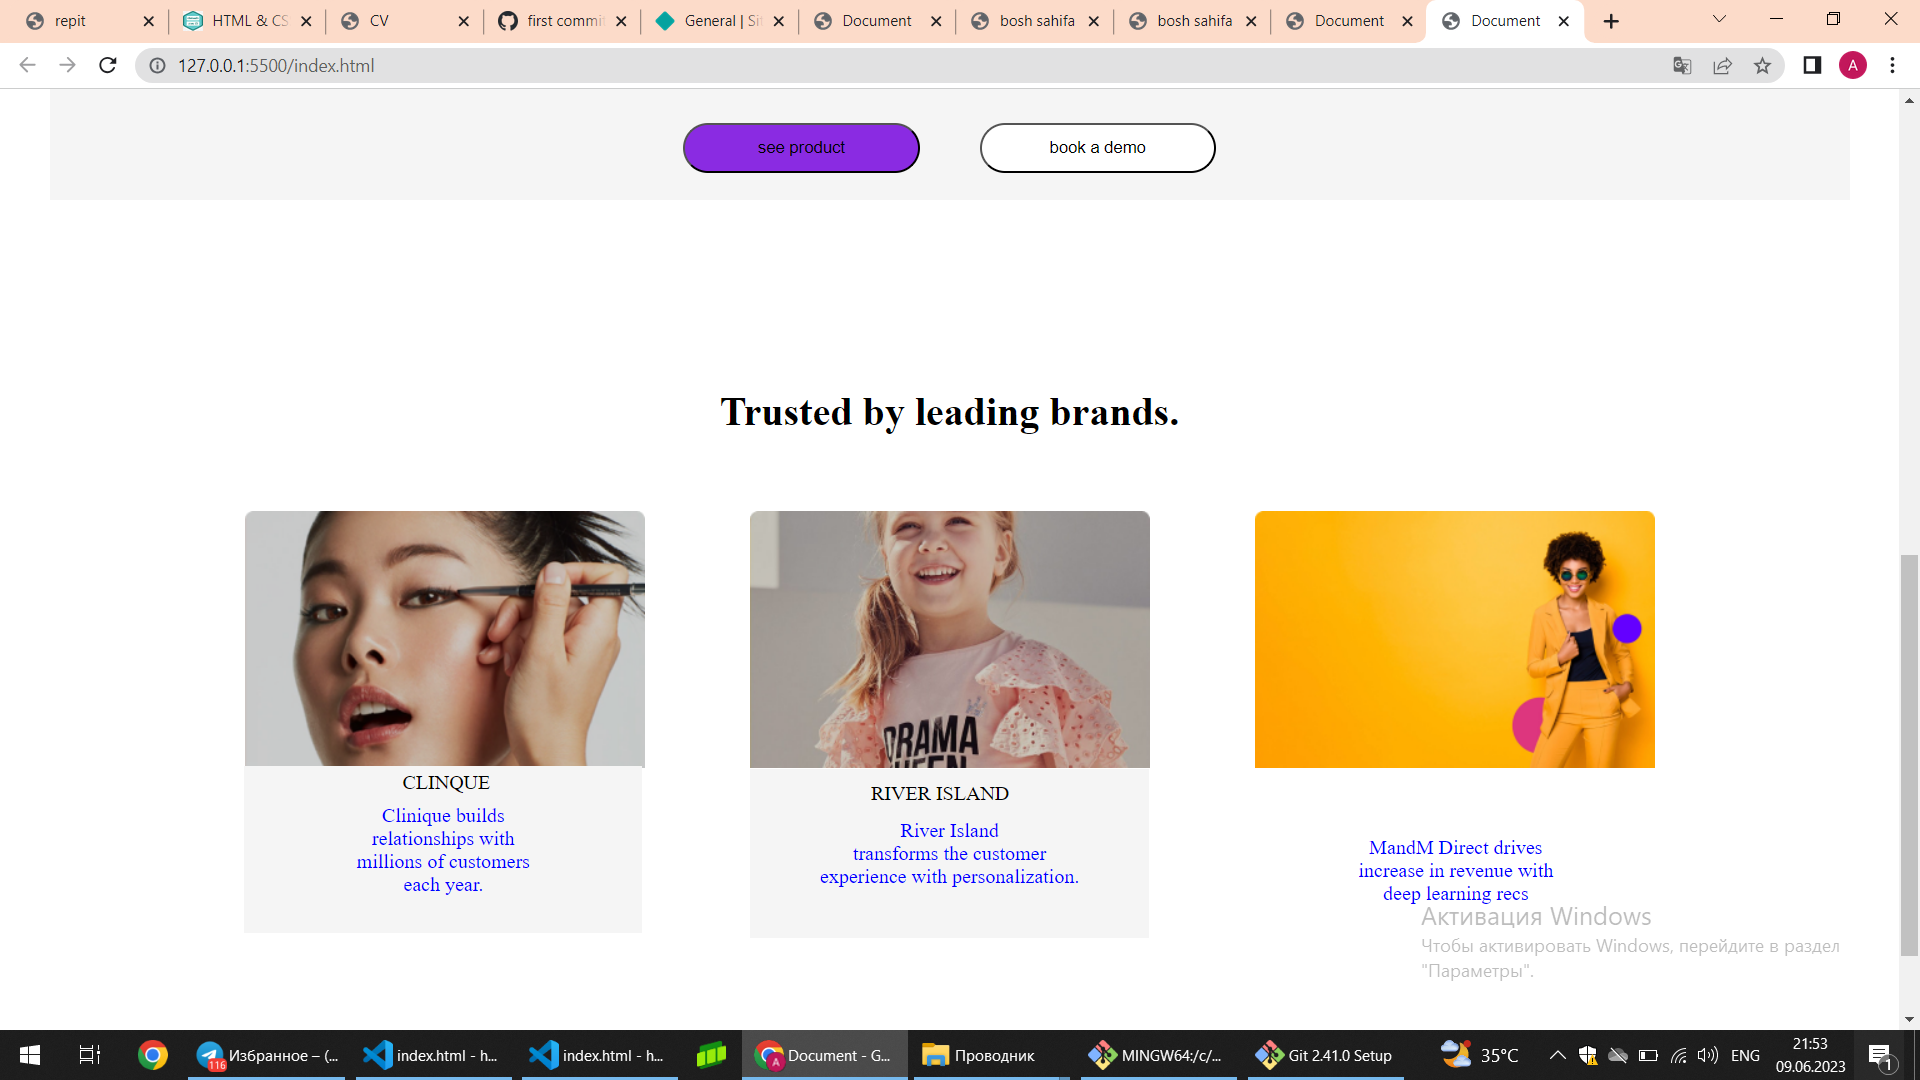 repit
HTML & CS
CV
first commit
General | Sit
Document
bosh sahifa
bosh sahifa
Document
Document
127.0.0.1:5500/index.html
A
see product
book a demo
Trusted by leading brands.
DRAMA
QUEEN
CLINQUE
Clinique builds
relationships with
millions of customers
each year.
RIVER ISLAND
River Island
transforms the customer
experience with personalization.
MandM Direct drives
increase in revenue with
deep learning recs
Активация Windows
Чтобы активировать Windows, перейдите в раздел
"Параметры".
116
Избранное – (...
index.html - h...
index.html - h...
A
Document - G...
Проводник
MINGW64:/c/...
Git 2.41.0 Setup
35°C
ENG
21:53
09.06.2023
1